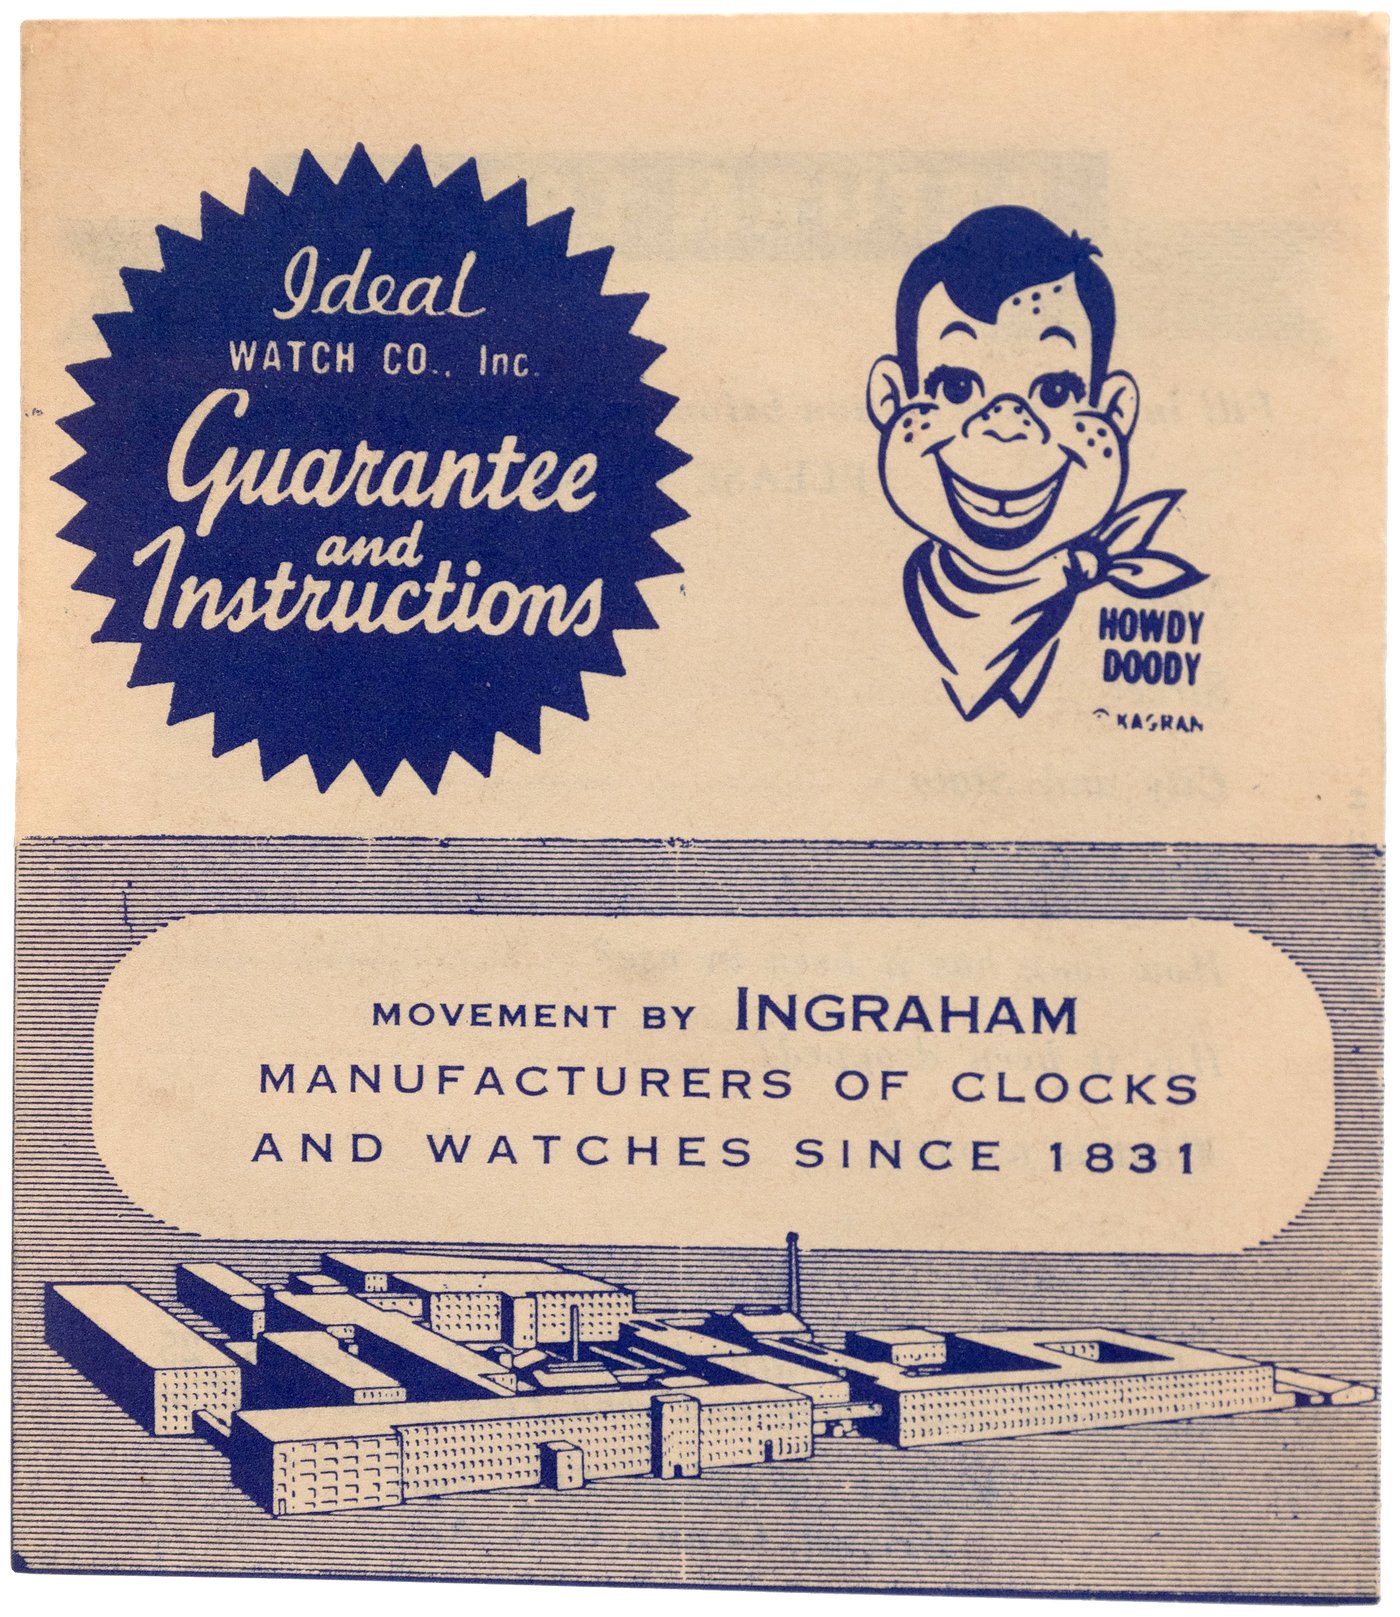 Ideal
WATCH CO., Inc.
Guarantee
and
Instructions
HOWDY
DOODY
© KAGRAN
MOVEMENT BY INGRAHAM
MANUFACTURERS OF CLOCKS
AND WATCHES SINCE 1831